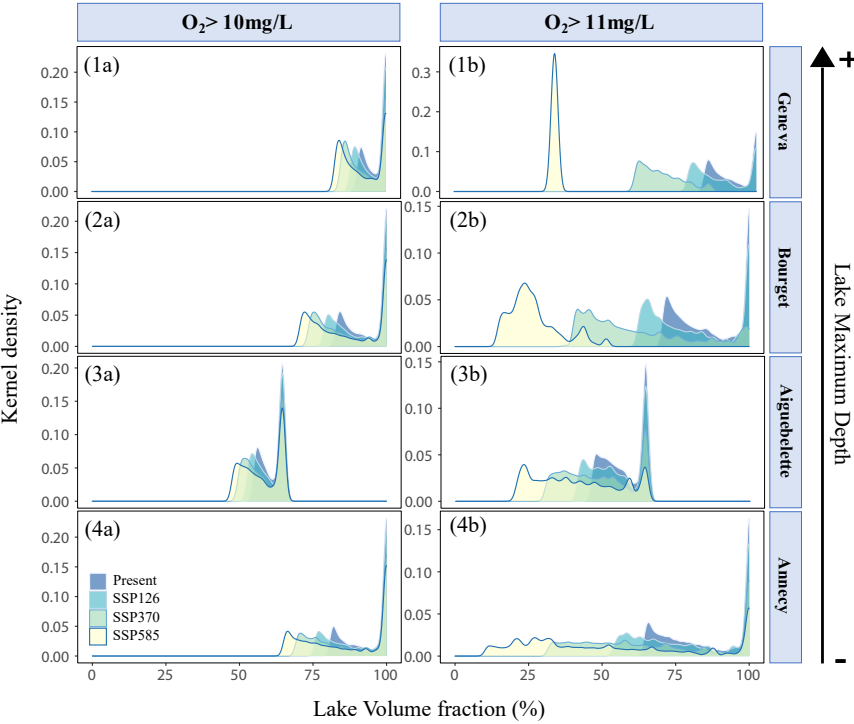 O₂> 10mg/L
O₂> 11mg/L
(1a)
0.20
0.15
0.10
0.05
0.00
(1b)
0.3
0.2
0.1
0.0
Geneva
+
(2a)
0.20
0.15
0.10
0.05
0.00
(2b)
0.15
0.10
0.05
0.00
Bourget
(3a)
0.20
0.15
0.10
0.05
0.00
(3b)
0.15
0.10
0.05
0.00
Aiguebelette
(4a)
0.20
0.15
0.10
0.05
0.00
Present
SSP126
SSP370
SSP585
(4b)
0.15
0.10
0.05
0.00
Annecy
-
Kernel density
Lake Maximum Depth
0 25 50 75 100
0 25 50 75 100
Lake Volume fraction (%)